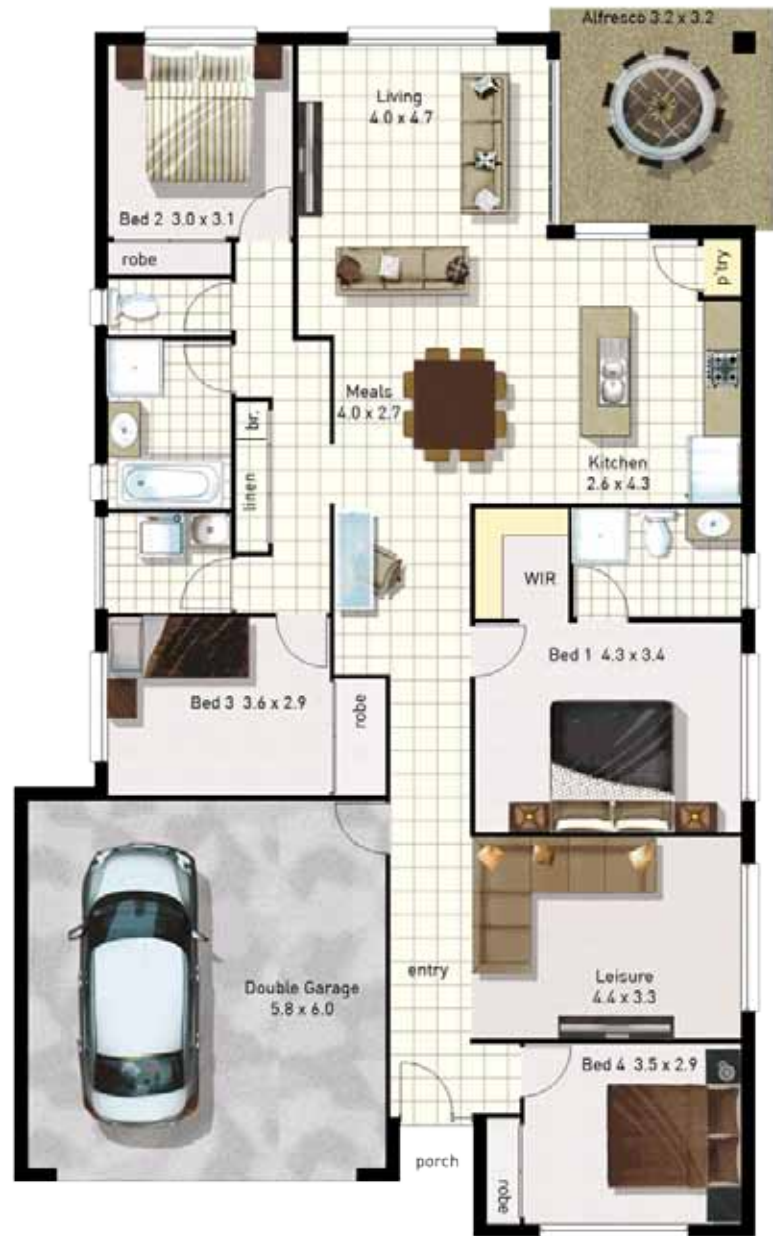 Alfresco 3.2 x 3.2
Living
4.0 x 4.7
Bed 2 3.0 x 3.1
robe
p'try
Meals
4.0 x 2.7
br.
linen
Kitchen
2.6 x 4.3
WIR
Bed 1 4.3 x 3.4
Bed 3 3.6 x 2.9
robe
entry
Leisure
4.4 x 3.3
Double Garage
5.8 x 6.0
Bed 4 3.5 x 2.9
porch
robe